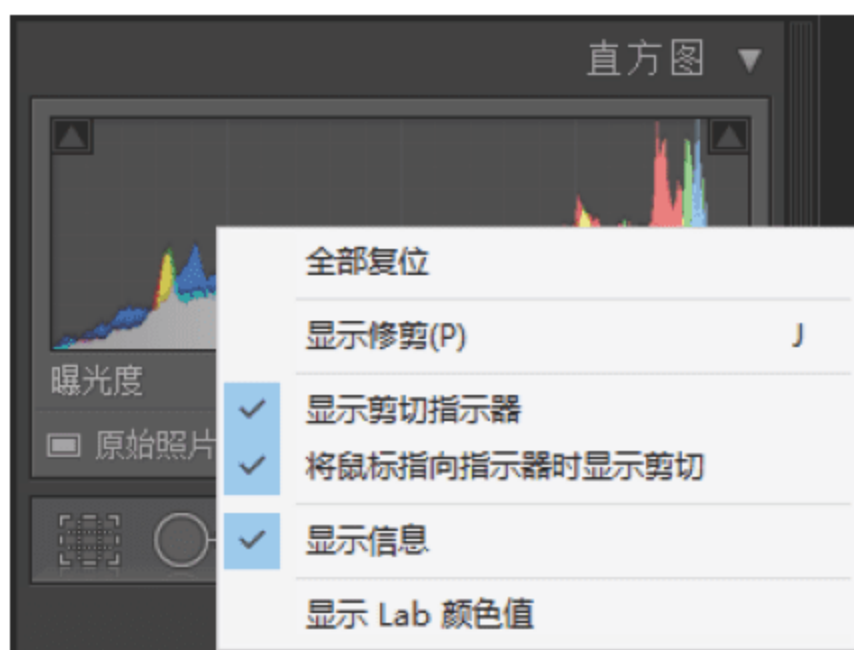 直方图
曝光度
原始照片
全部复位
显示修剪(P) J
显示剪切指示器
将鼠标指向指示器时显示剪切
显示信息
显示 Lab 颜色值